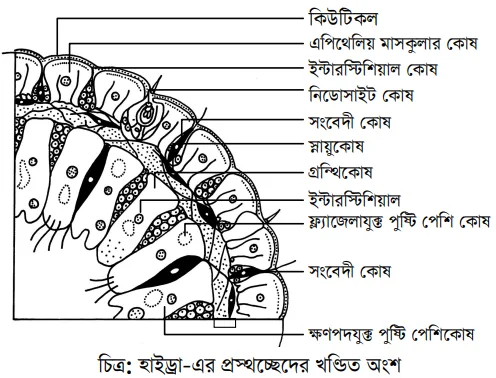 কিউটিকল
এপিথেলিয় মাসকুলার কোষ
ইন্টারস্টিশিয়াল কোষ
নিডোসাইট কোষ
সংবেদী কোষ
স্নায়ুকোষ
গ্রন্থিকোষ
ইন্টারস্টিশিয়াল
ফ্ল্যাজেলাযুক্ত পুষ্টি পেশি কোষ
সংবেদী কোষ
ক্ষণপদযুক্ত পুষ্টি পেশিকোষ
চিত্র: হাইড্রা-এর প্রস্থচ্ছেদের খণ্ডিত অংশ